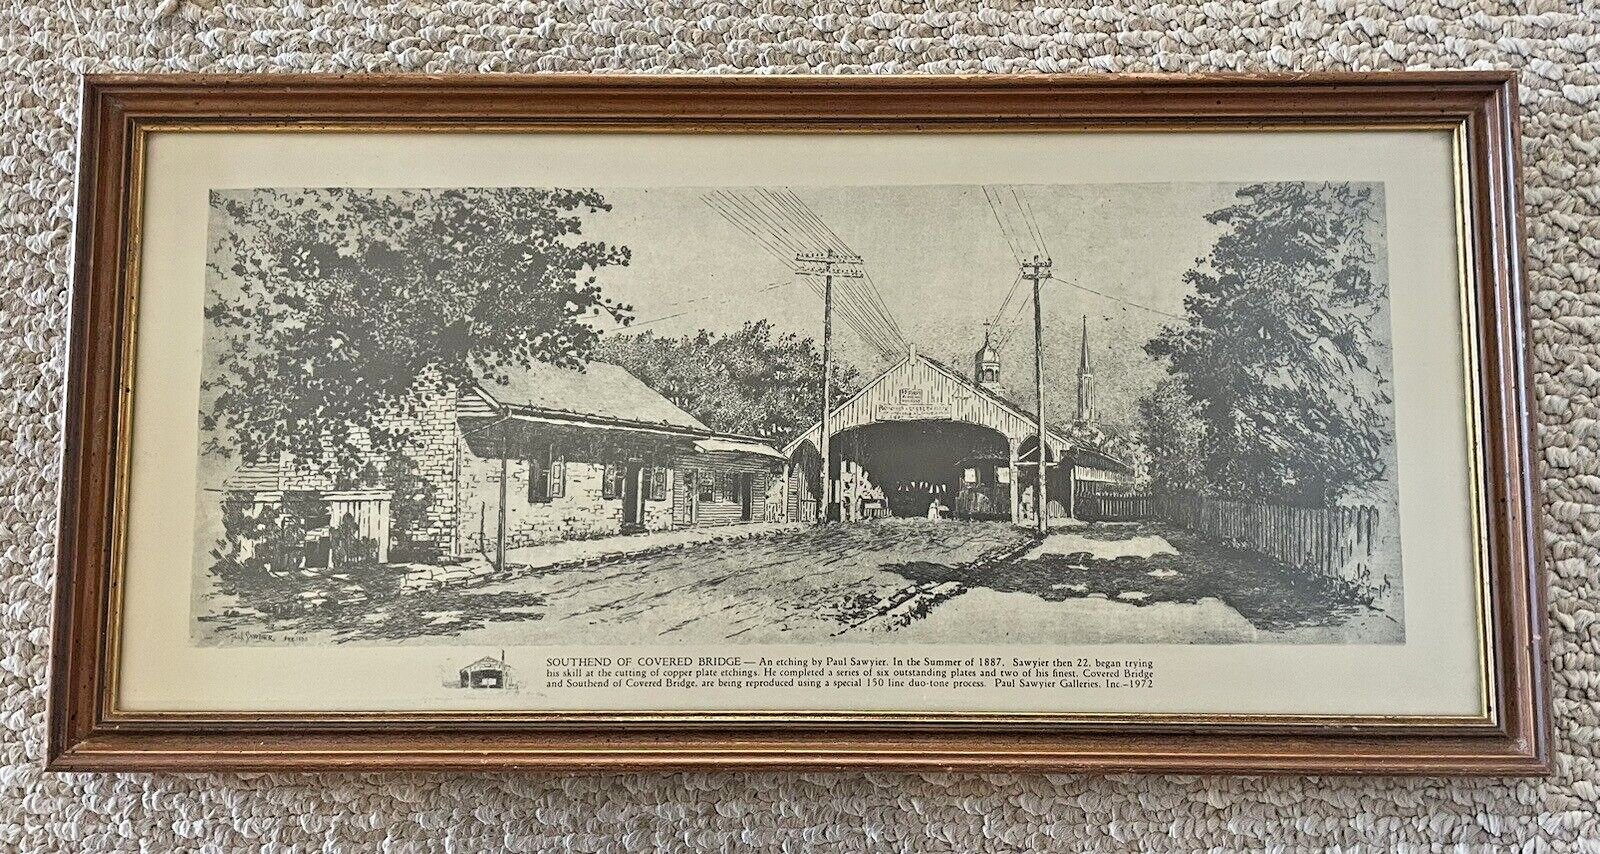 Paul Sawyier
SOUTHEND OF COVERED BRIDGE — An etching by Paul Sawyier. In the Summer of 1887, Sawyier then 22, began trying
his skill at the cutting of copper plate etchings. He completed a series of six outstanding plates and two of his finest, Covered Bridge
and Southend of Covered Bridge, are being reproduced using a special 150 line duo-tone process. Paul Sawyier Galleries, Inc.–1972